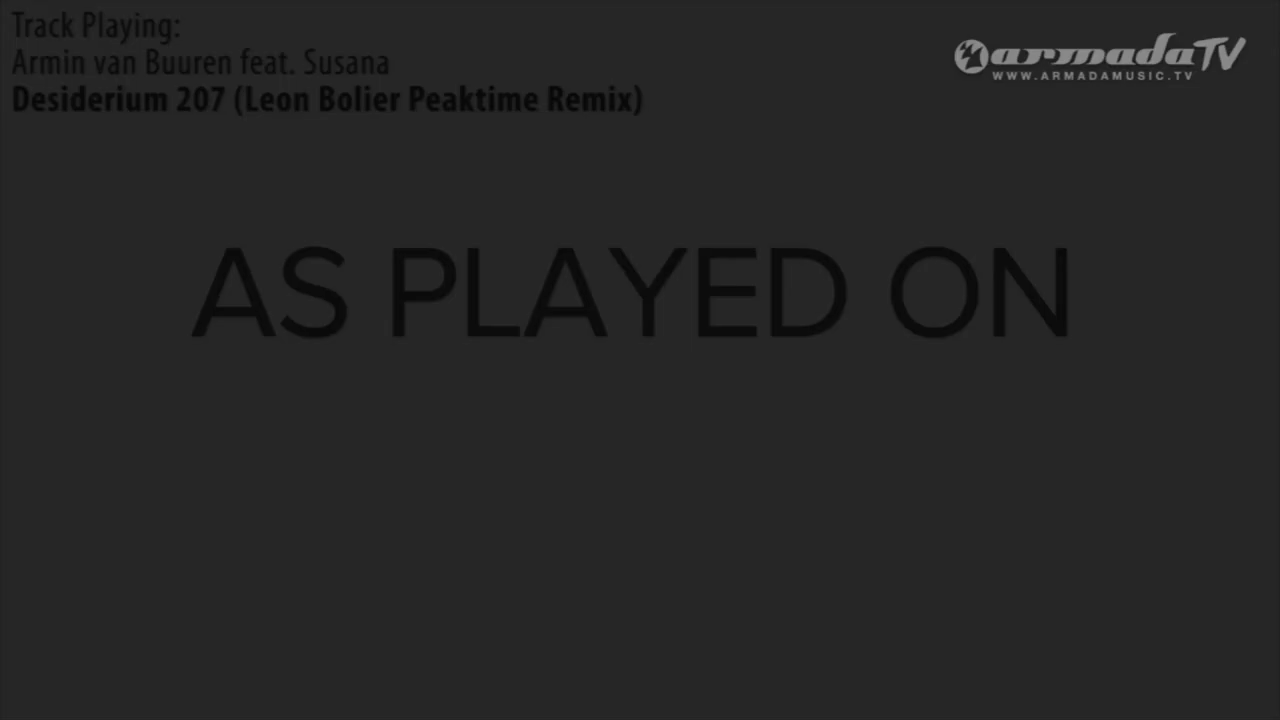 Track Playing:
Armin van Buuren feat. Susana
Desiderium 207 (Leon Bolier Peaktime Remix)
armadaTV
WWW.ARMADAMUSIC.TV
AS PLAYED ON